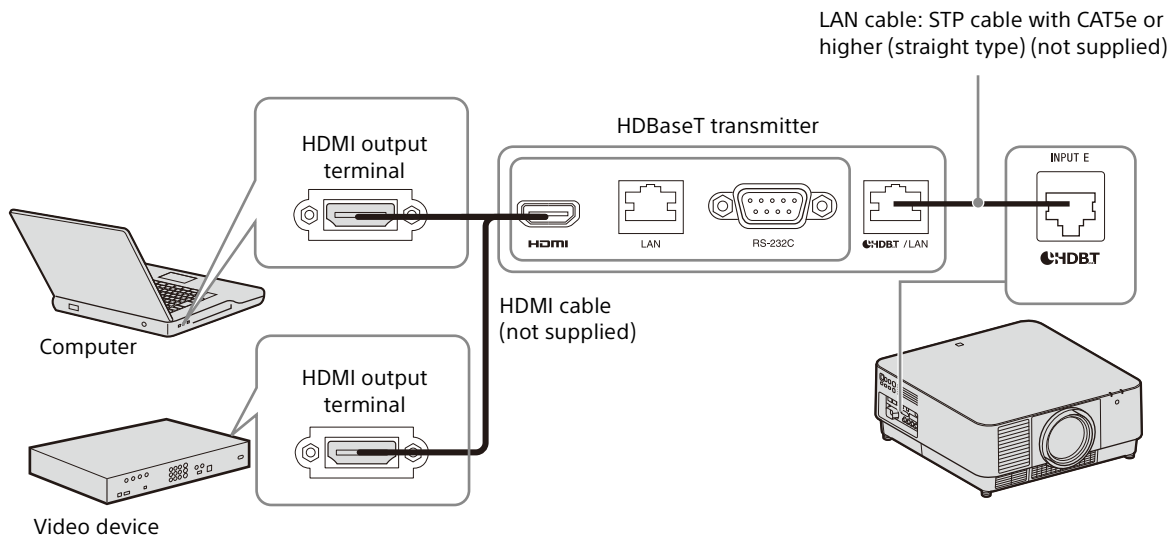 LAN cable: STP cable with CAT5e or
higher (straight type) (not supplied)
HDMI output
terminal
HDBaseT transmitter
INPUT E
HDMI
LAN
RS-232C
HDBT / LAN
HDBT
HDMI cable
(not supplied)
Computer
HDMI output
terminal
Video device